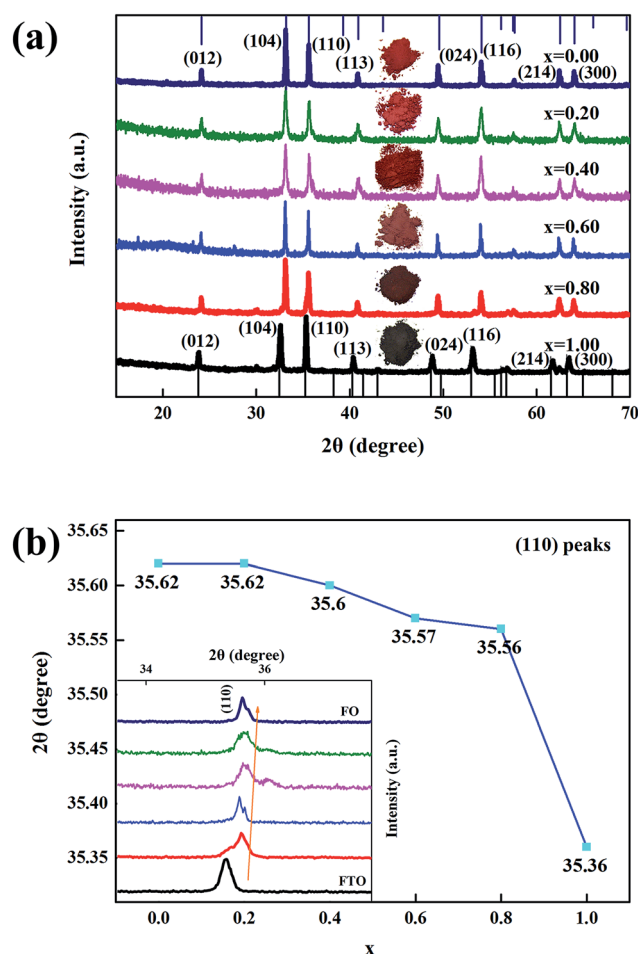 (a)
(012)
(104)
(110)
(113)
(024)
(116)
(214)
(300)
x=0.00
x=0.20
x=0.40
x=0.60
x=0.80
x=1.00
(012)
(104)
(110)
(113)
(024)
(116)
(214)
(300)
Intensity (a.u.)
20 30 40 50 60 70
2θ (degree)
(b)
(110) peaks
35.65
35.60
35.55
35.50
35.45
35.40
35.35
2θ (degree)
35.62
35.62
35.6
35.57
35.56
35.36
2θ (degree)
34 36
(110)
FO
FTO
Intensity (a.u.)
0.0 0.2 0.4 0.6 0.8 1.0
x